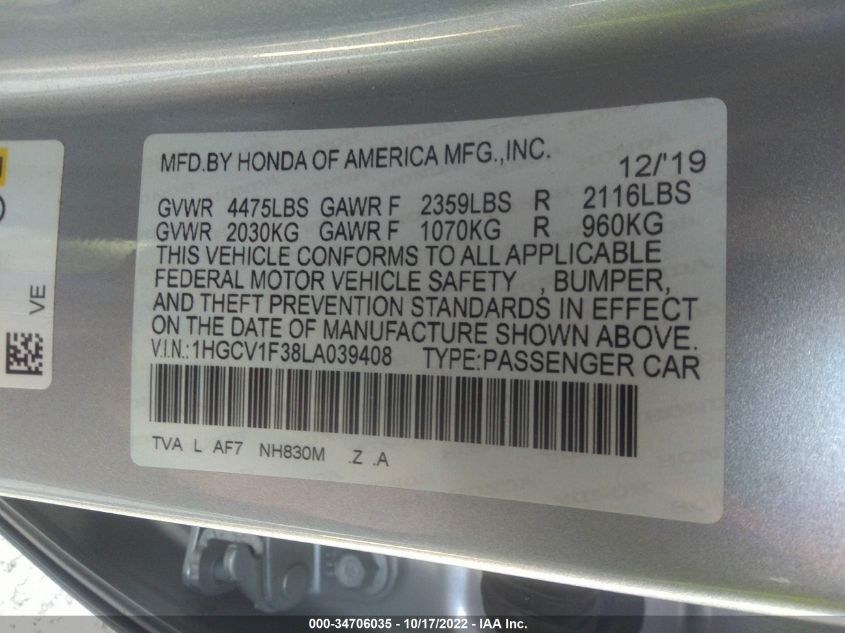 MFD.BY HONDA OF AMERICA MFG.,INC.
12/'19
GVWR 4475LBS GAWR F 2359LBS R 2116LBS
GVWR 2030KG GAWR F 1070KG R 960KG
THIS VEHICLE CONFORMS TO ALL APPLICABLE
FEDERAL MOTOR VEHICLE SAFETY , BUMPER,
AND THEFT PREVENTION STANDARDS IN EFFECT
ON THE DATE OF MANUFACTURE SHOWN ABOVE.
V.I.N.:1HGCV1F38LA039408 TYPE:PASSENGER CAR
TVA L AF7 NH830M .Z .A
VE
000-34706035 - 10/17/2022 - IAA Inc.